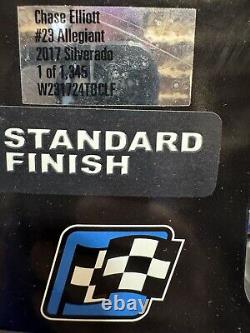 Chase Elliott
#23 Allegiant
2017 Silverado
1 of 1,345
W231724TBCLF
STANDARD
FINISH